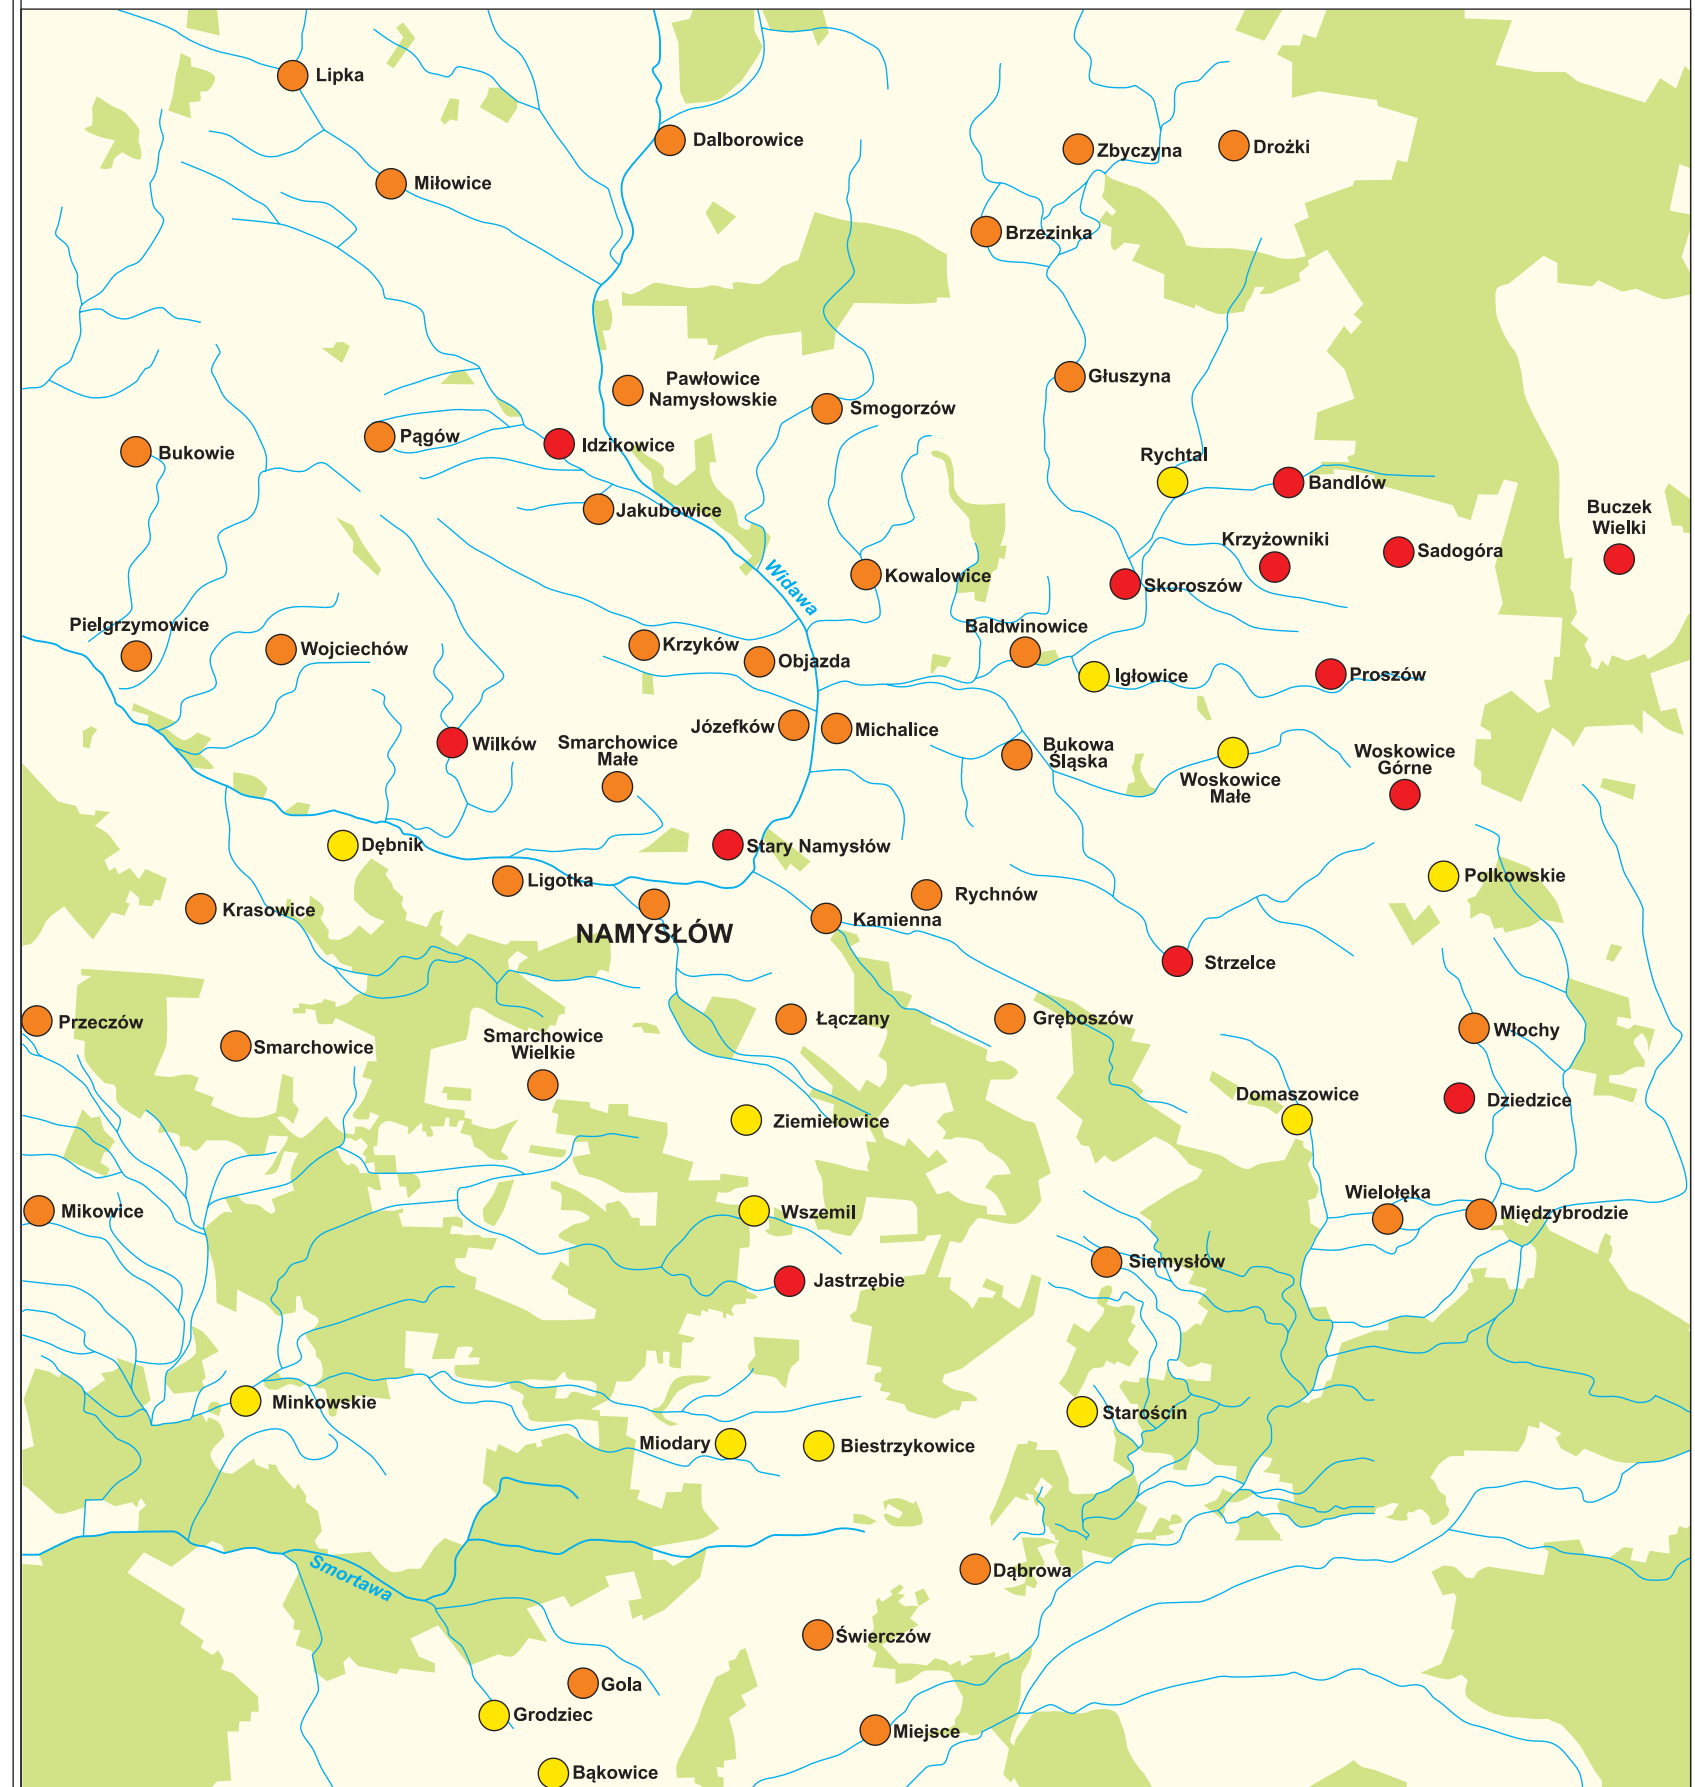 Lipka
Dalborowice
Zbyczyna
Drożki
Miłowice
Brzezinka
Pawłowice
Namysłowskie
Głuszyna
Smogorzów
Pągów
Idzikowice
Bukowie
Rychtal
Bandlów
Jakubowice
Buczek
Wielki
Krzyżowniki
Sadogóra
Widawa
Kowalowice
Skoroszów
Pielgrzymowice
Wojciechów
Krzyków
Objazda
Baldwinowice
Igłowice
Proszów
Józefków
Michalice
Wilków
Smarchowice
Małe
Bukowa
Śląska
Woskowice
Małe
Woskowice
Górne
Dębnik
Stary Namysłów
Ligotka
Polkowskie
Krasowice
Rychnów
Kamienna
NAMYSŁÓW
Strzelce
Przeczów
Łączany
Gręboszów
Włochy
Smarchowice
Smarchowice
Wielkie
Domaszowice
Dziedzice
Ziemiełowice
Mikowice
Wszemil
Wielołęka
Międzybrodzie
Siemysłów
Jastrzębie
Minkowskie
Starościn
Miodary
Biestrzykowice
Smortawa
Dąbrowa
Świerczów
Gola
Grodziec
Miejsce
Bąkowice